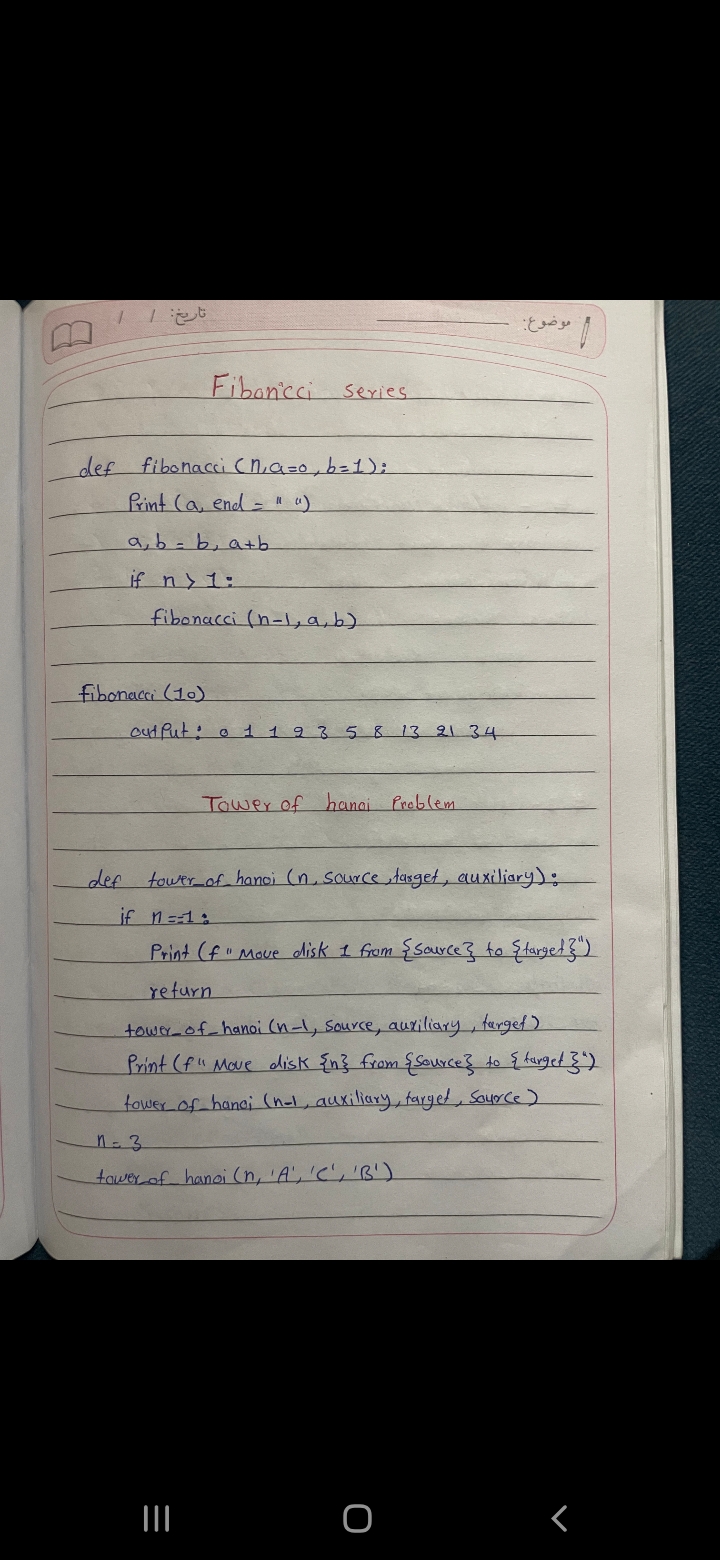 موضوع: تاریخ: / /
Fibonicci series
def fibonacci (n,a=0, b=1):
Print (a, end = " ")
a, b = b, a+b
if n > 1:
fibonacci (n-1, a, b)
fibonacci (10)
output: 0 1 1 2 3 5 8 13 21 34
Tower of hanoi Problem
def tower_of_hanoi (n, source, target, auxiliary):
if n==1:
Print (f "Move disk 1 from {Source} to {target}")
return
tower_of_hanoi (n-1, source, auxiliary, target)
Print (f" Move disk {n} from {Source} to {target}")
tower_of_hanoi (n-1, auxiliary, target, Source)
n = 3
tower_of_hanoi (n, 'A', 'C', 'B')